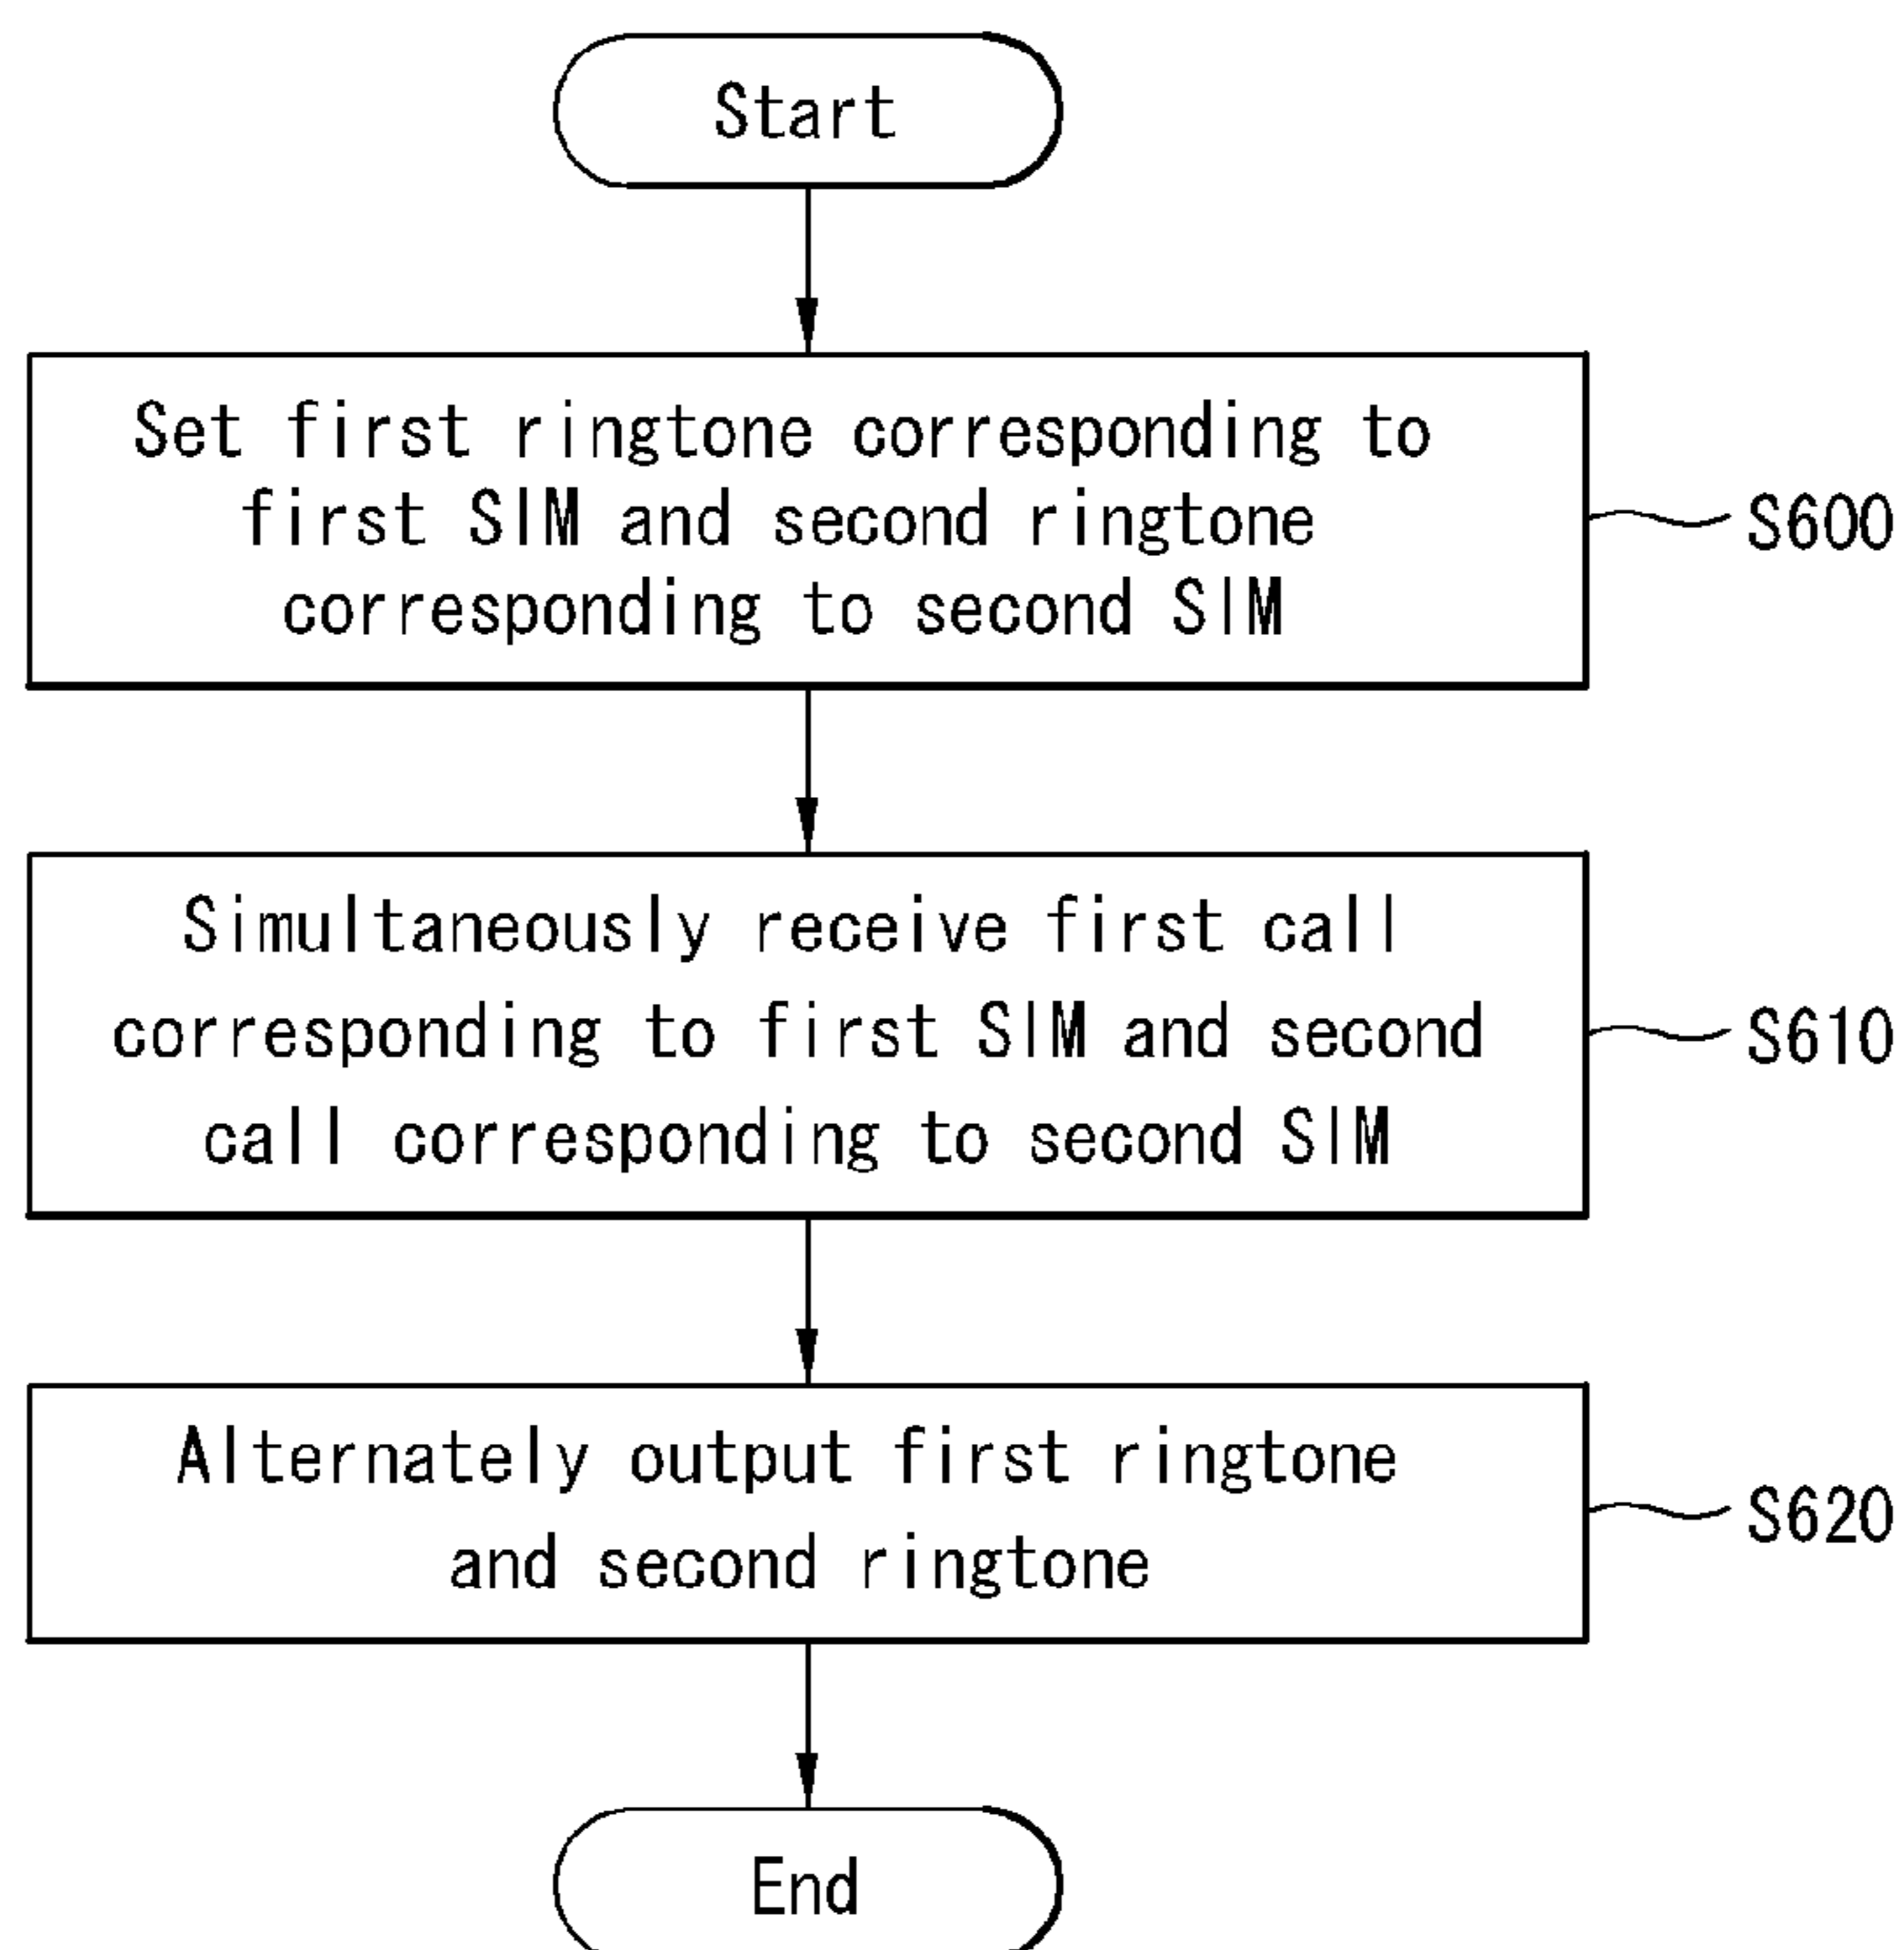 Start
Set first ringtone corresponding to
first SIM and second ringtone
corresponding to second SIM
S600
Simultaneously receive first call
corresponding to first SIM and second
call corresponding to second SIM
S610
Alternately output first ringtone
and second ringtone
S620
End